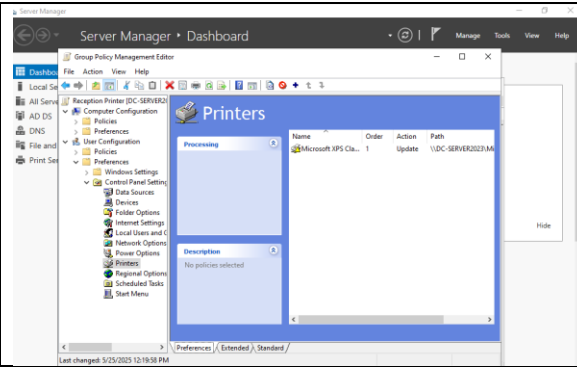 Server Manager
Server Manager • Dashboard
Manage Tools View Help
Group Policy Management Editor
File Action View Help
Dashbo
Local Se
All Serve
AD DS
DNS
File and
Print Ser
Reception Printer [DC-SERVER20
Computer Configuration
Policies
Preferences
User Configuration
Policies
Preferences
Windows Settings
Control Panel Setting
Data Sources
Devices
Folder Options
Internet Settings
Local Users and G
Network Options
Power Options
Printers
Regional Options
Scheduled Tasks
Start Menu
Printers
Processing
Description
No policies selected
Name Order Action Path
Microsoft XPS Cla... 1 Update \\DC-SERVER2023\Mi
Hide
Preferences Extended Standard
Last changed: 5/25/2025 12:19:58 PM